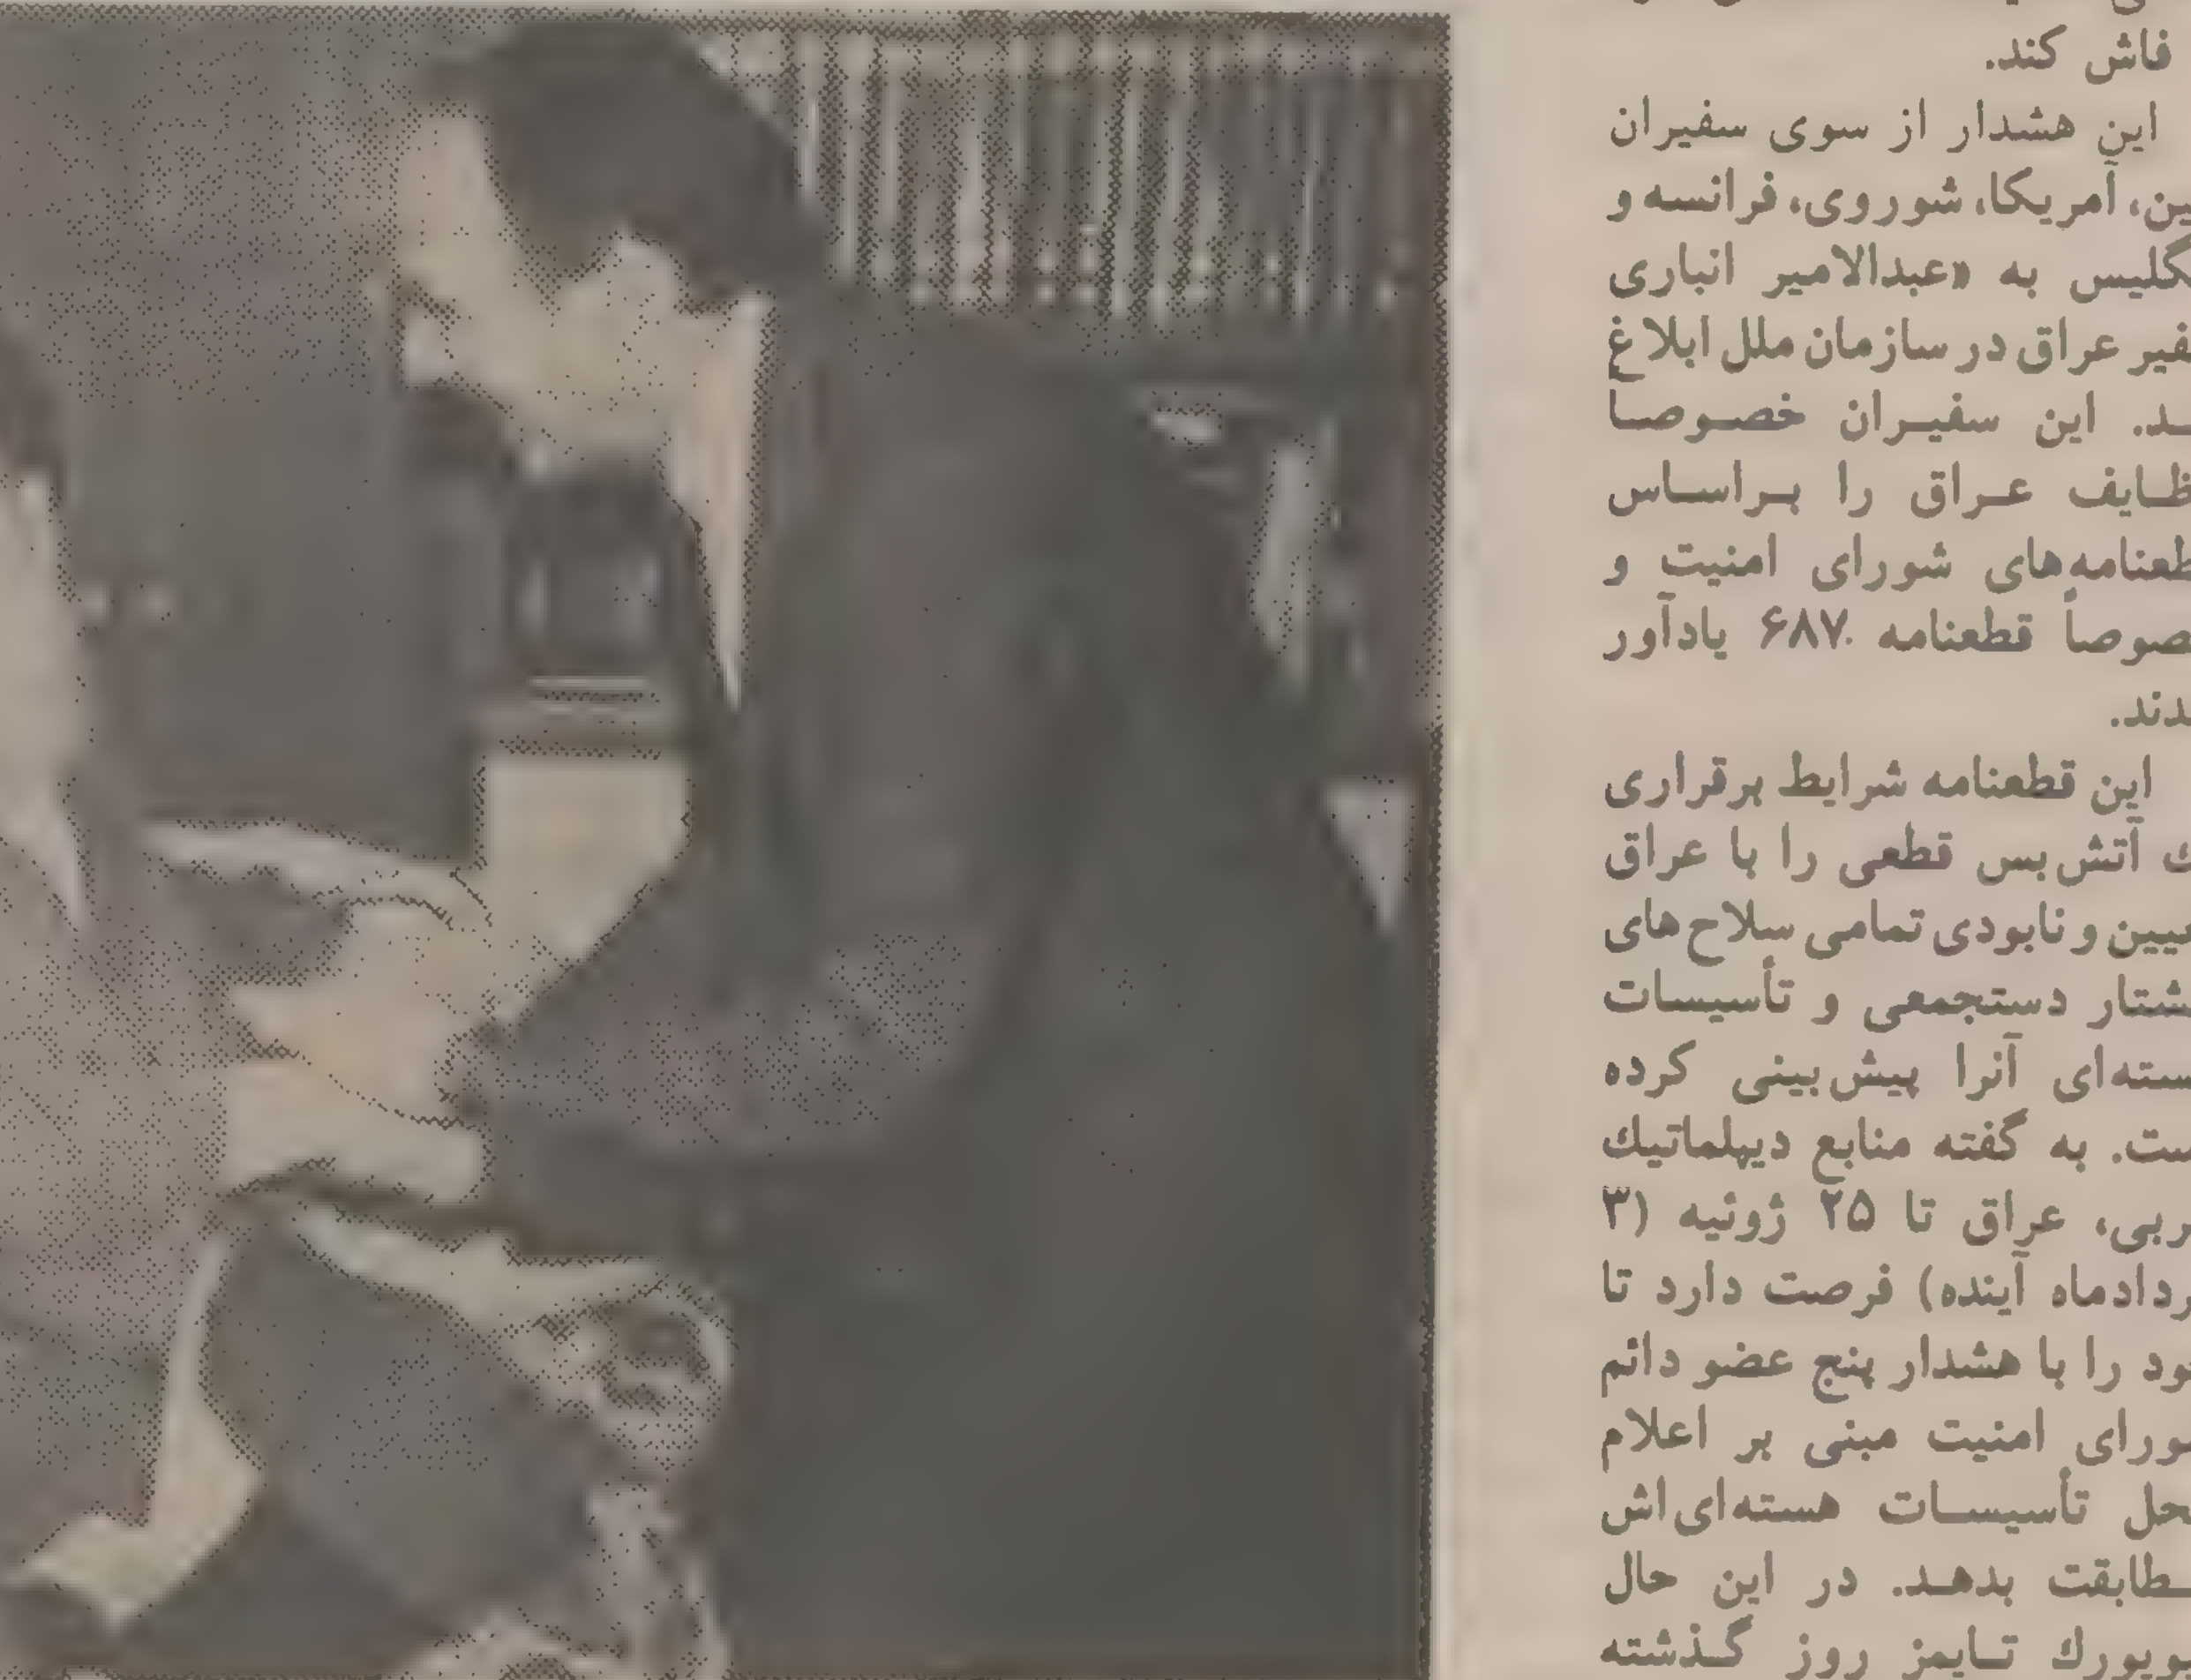 فاش کند.
این هشدار از سوی سفیران
آمریکا، شوروی، فرانسه و
به «عبدالامیر انباری
عراق در سازمان ملل ابلاغ
این سفیران خصوصا
عراق را براساس
شورای امنیت و
قطعنامه ۶۸۷ یادآور
این قطعنامه شرایط برقراری
آتش‌بس قطعی را با عراق
و نابودی تمامی سلاح‌های
دستجمعی و تأسیسات
آنرا پیش‌بینی کرده
به گفته منابع دیپلماتیك
عراق تا ۲۵ ژوئیه (۳
آینده) فرصت دارد تا
را با هشدار پنج عضو دائم
امنیت مبنی بر اعلام
تأسیسات هسته‌ای‌اش
بدهد. در این حال
تایمز روز گذشته